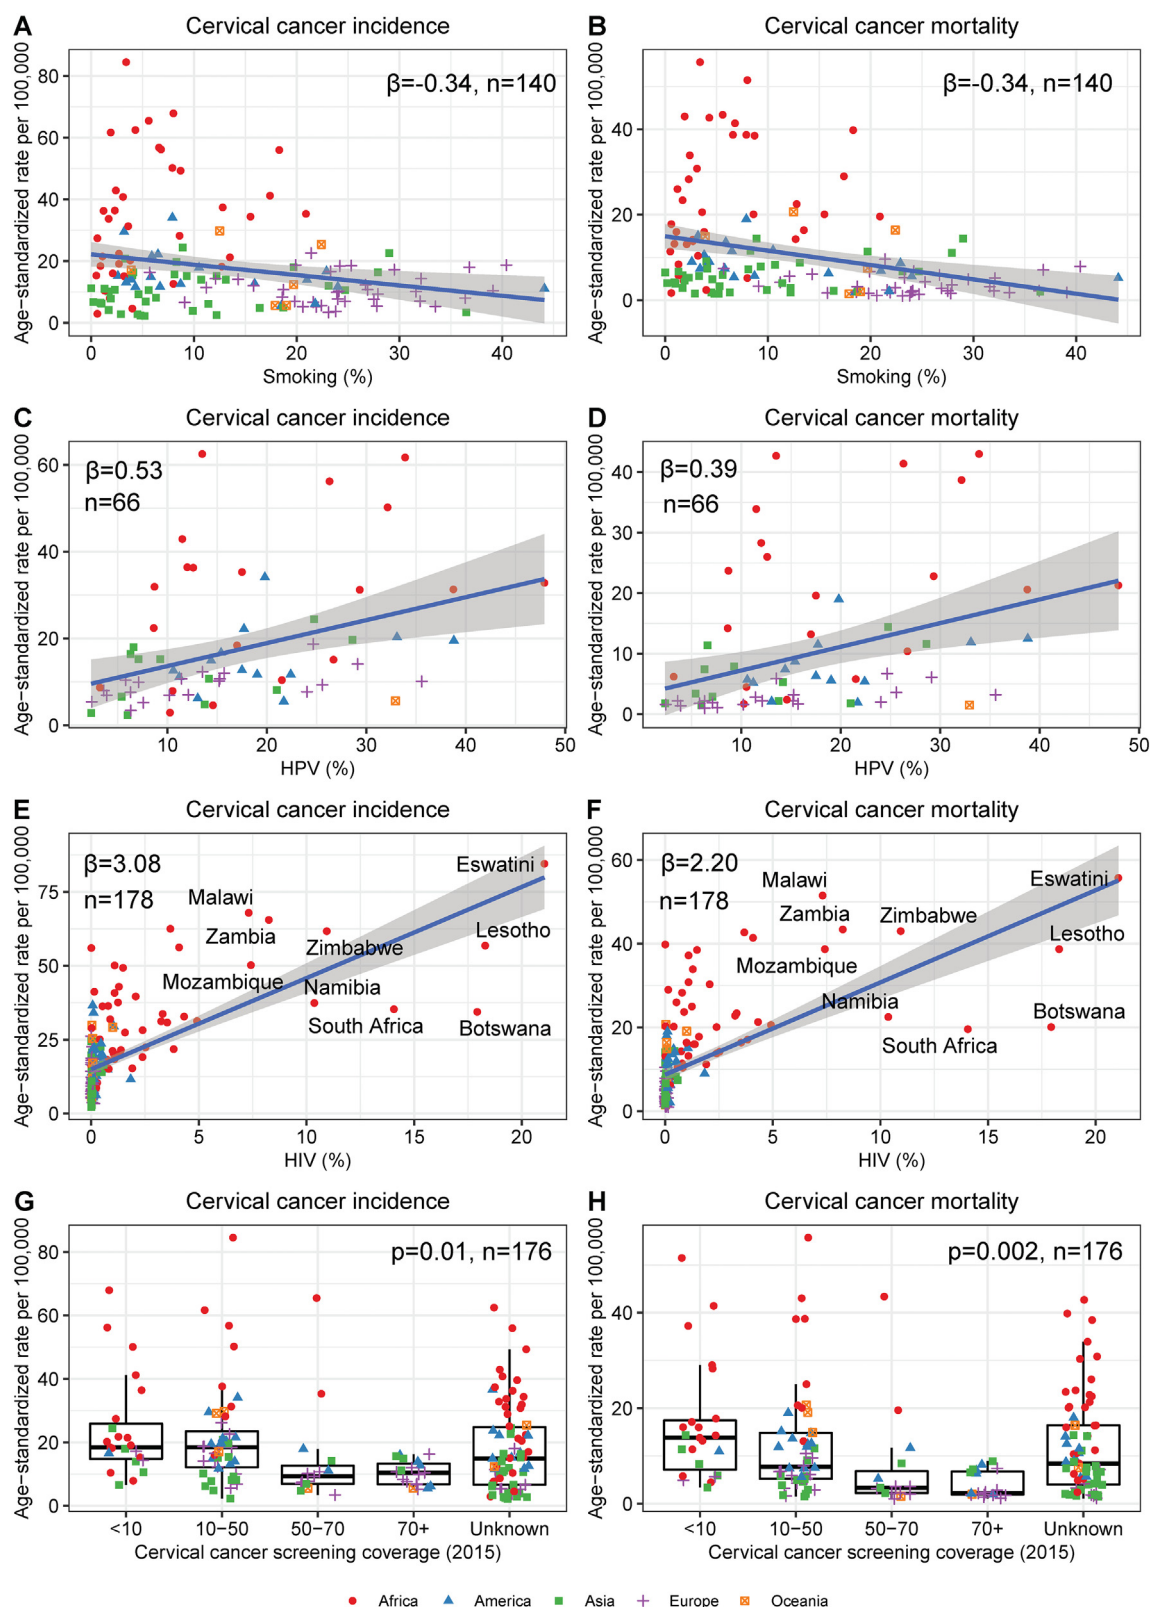 A Cervical cancer incidence
Age−standardized rate per 100,000
β=-0.34, n=140
80
60
40
20
0
0 10 20 30 40
Smoking (%)
B Cervical cancer mortality
Age−standardized rate per 100,000
β=-0.34, n=140
40
20
0
0 10 20 30 40
Smoking (%)
C Cervical cancer incidence
Age−standardized rate per 100,000
β=0.53
n=66
60
40
20
0
10 20 30 40 50
HPV (%)
D Cervical cancer mortality
Age−standardized rate per 100,000
β=0.39
n=66
40
30
20
10
0
10 20 30 40 50
HPV (%)
E Cervical cancer incidence
Age−standardized rate per 100,000
β=3.08
n=178
75
50
25
0
Eswatini
Malawi
Zambia
Zimbabwe
Lesotho
Mozambique
Namibia
South Africa
Botswana
0 5 10 15 20
HIV (%)
F Cervical cancer mortality
Age−standardized rate per 100,000
β=2.20
n=178
60
40
20
0
Malawi
Eswatini
Zambia
Zimbabwe
Lesotho
Mozambique
Namibia
Botswana
South Africa
0 5 10 15 20
HIV (%)
G Cervical cancer incidence
Age−standardized rate per 100,000
p=0.01, n=176
80
60
40
20
0
<10 10−50 50−70 70+ Unknown
Cervical cancer screening coverage (2015)
H Cervical cancer mortality
Age−standardized rate per 100,000
p=0.002, n=176
40
20
0
<10 10−50 50−70 70+ Unknown
Cervical cancer screening coverage (2015)
Africa America Asia Europe Oceania